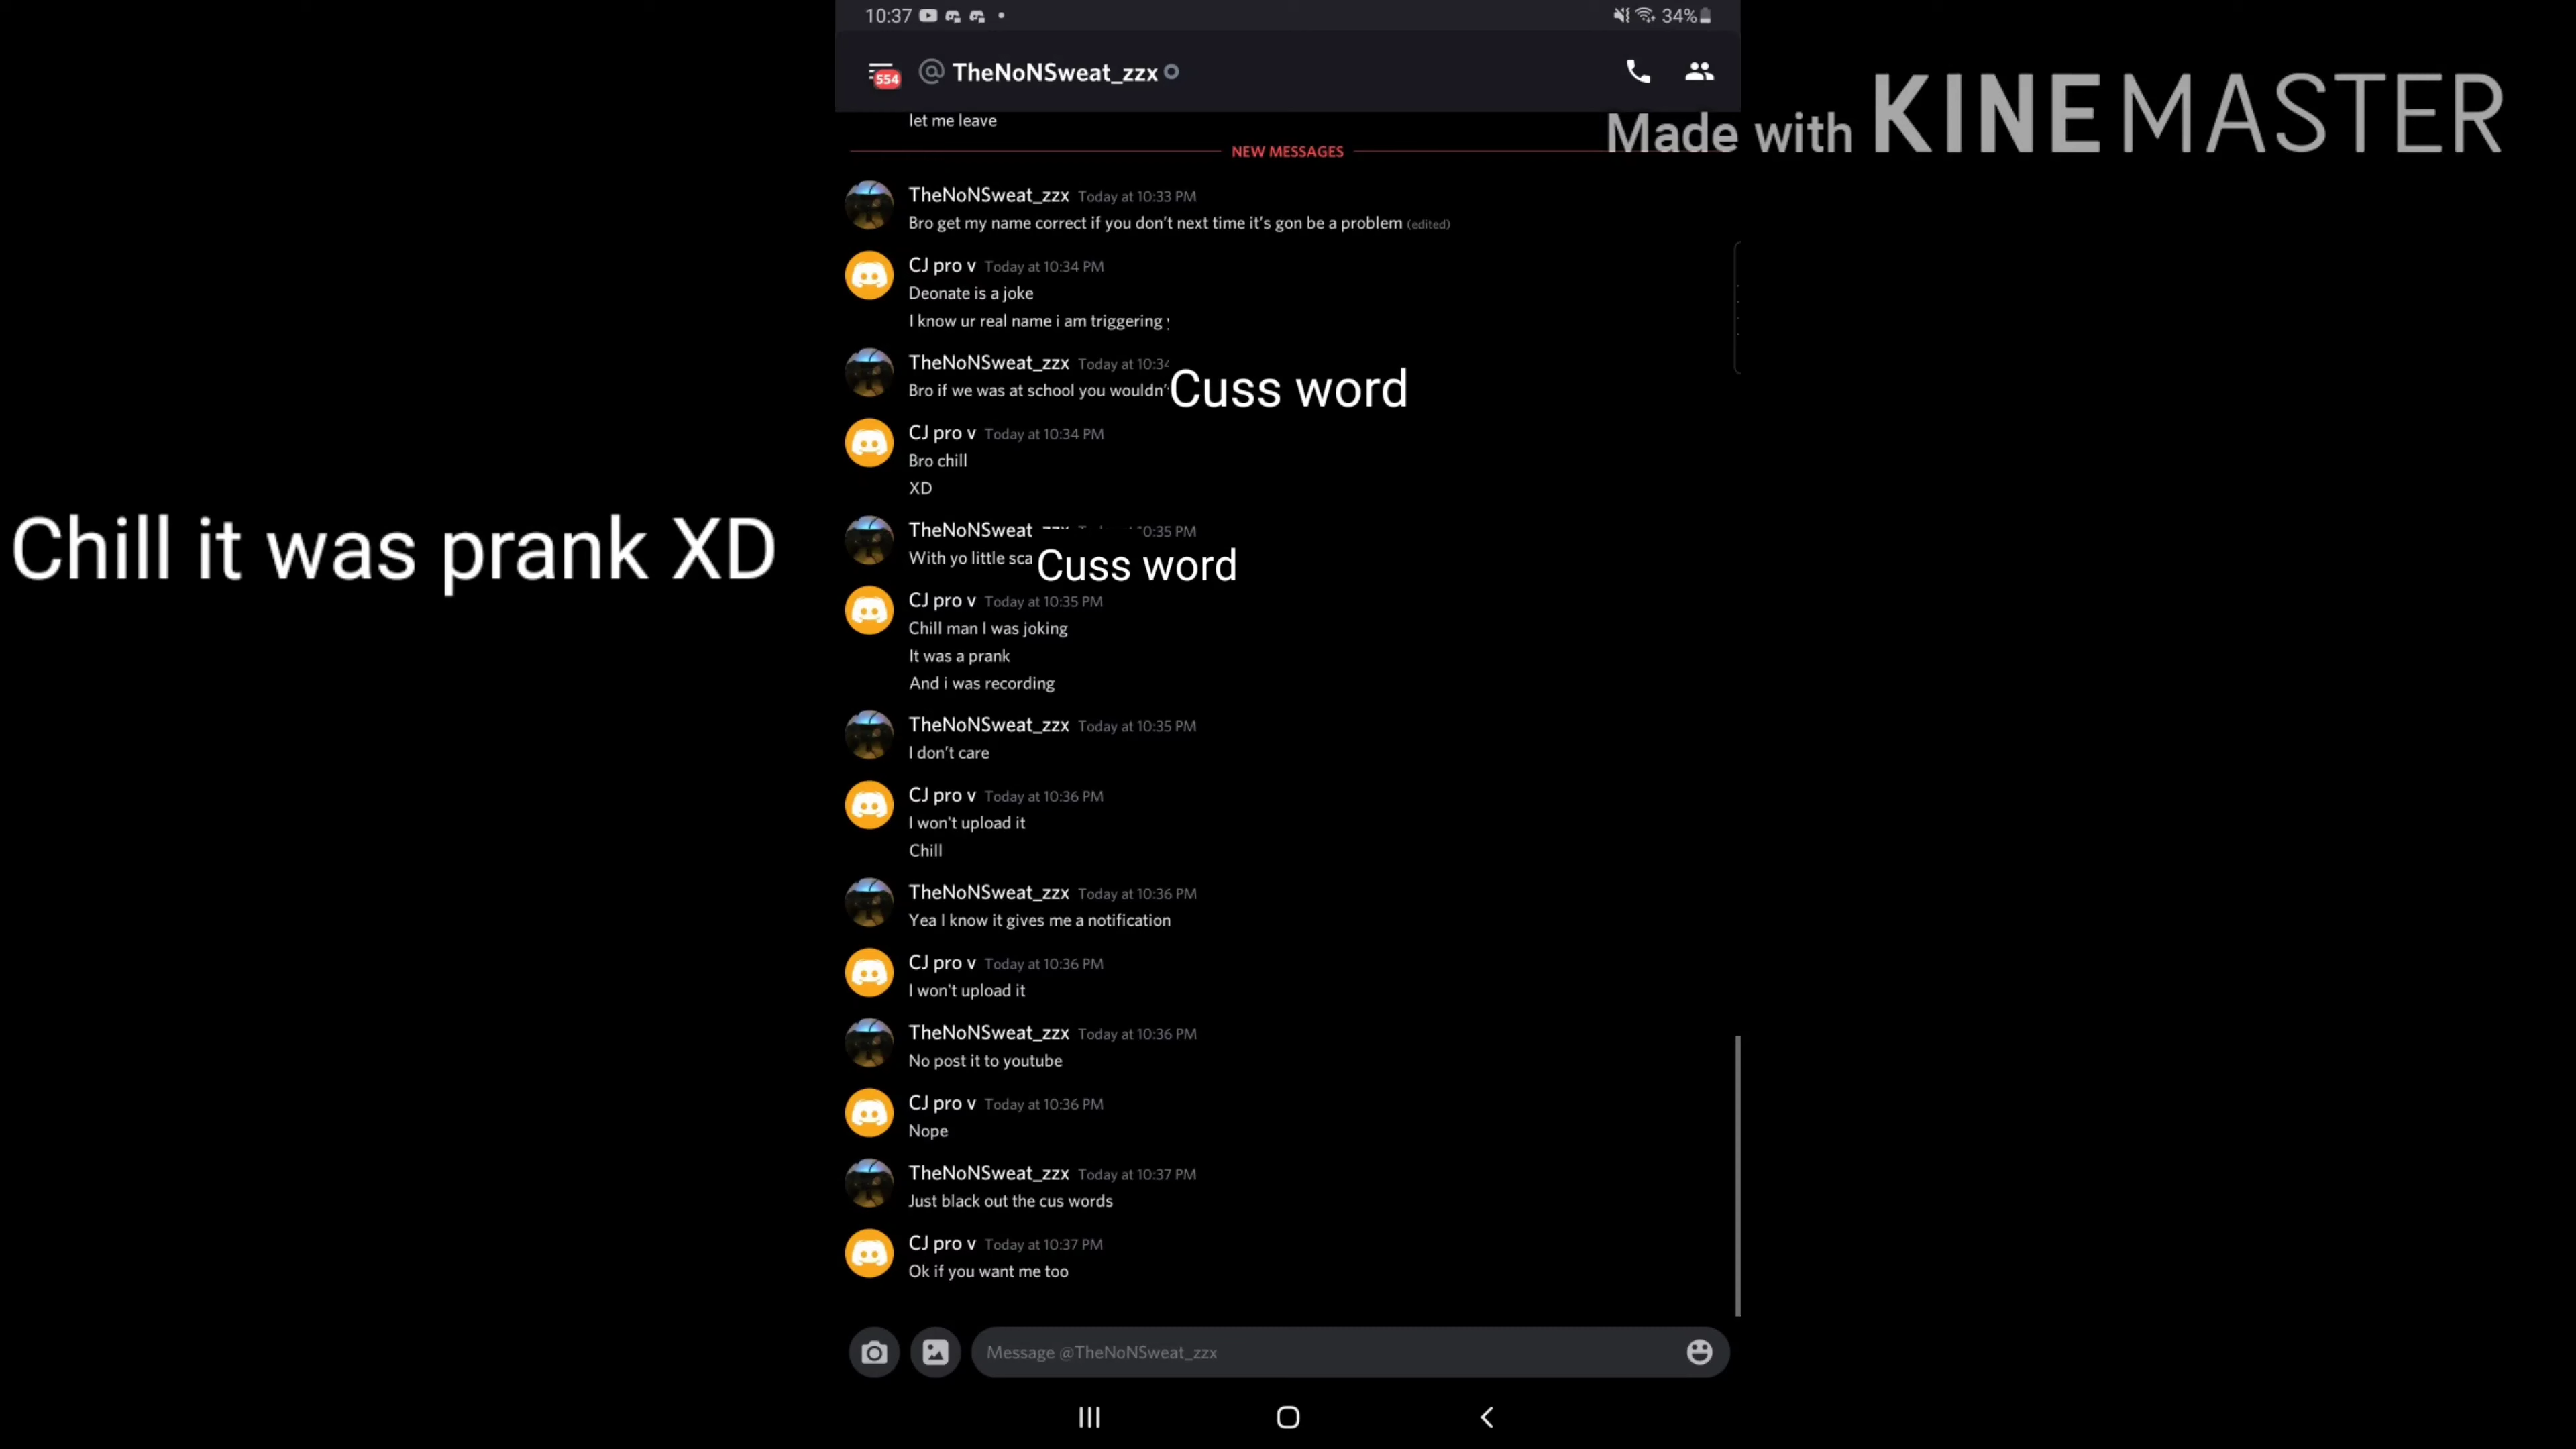 10:37
34%
554
@ TheNoNSweat_zzx
Made with KINEMASTER
let me leave
NEW MESSAGES
TheNoNSweat_zzx Today at 10:33 PM
Bro get my name correct if you don't next time it's gon be a problem (edited)
CJ pro v Today at 10:34 PM
Deonate is a joke
I know ur real name i am triggering
TheNoNSweat_zzx Today at 10:34
Bro if we was at school you wouldn'
Cuss word
CJ pro v Today at 10:34 PM
Bro chill
XD
Chill it was prank XD
TheNoNSweat 0:35 PM
With yo little sca
Cuss word
CJ pro v Today at 10:35 PM
Chill man I was joking
It was a prank
And i was recording
TheNoNSweat_zzx Today at 10:35 PM
I don't care
CJ pro v Today at 10:36 PM
I won't upload it
Chill
TheNoNSweat_zzx Today at 10:36 PM
Yea I know it gives me a notification
CJ pro v Today at 10:36 PM
I won't upload it
TheNoNSweat_zzx Today at 10:36 PM
No post it to youtube
CJ pro v Today at 10:36 PM
Nope
TheNoNSweat_zzx Today at 10:37 PM
Just black out the cus words
CJ pro v Today at 10:37 PM
Ok if you want me too
Message @TheNoNSweat_zzx